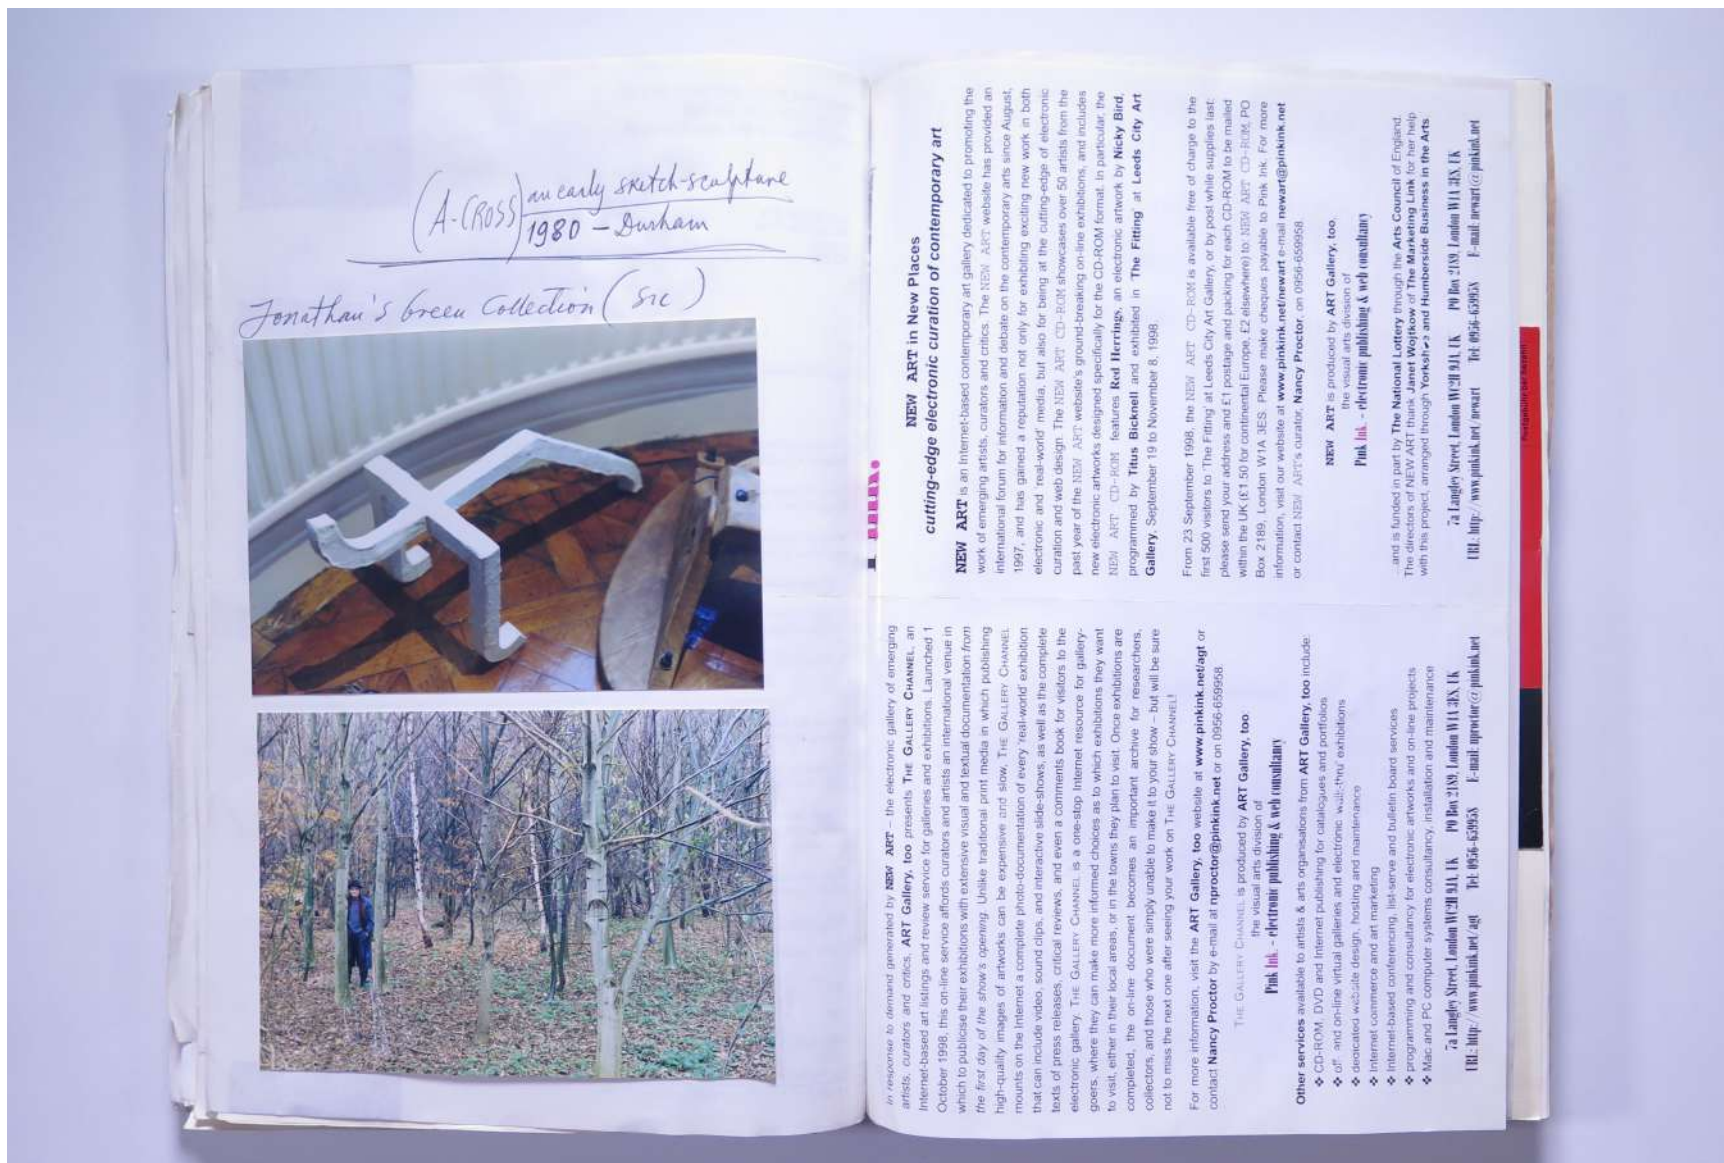 (A-CROSS) an early sketch-sculpture
1980 - Durham
Jonathan's Green Collection (sic)
NEW ART in New Places
cutting-edge electronic curation of contemporary art
NEW ART is an Internet-based contemporary art gallery dedicated to promoting the
work of emerging artists, curators and critics. The NEW ART website has provided an
international forum for information and debate on the contemporary arts since August,
1997, and has gained a reputation not only for exhibiting exciting new work in both
electronic and 'real-world' media, but also for being at the cutting-edge of electronic
curation and web design. The NEW ART CD-ROM showcases over 50 artists from the
past year of the NEW ART website's ground-breaking on-line exhibitions, and includes
new electronic artworks designed specifically for the CD-ROM format. In particular, the
NEW ART CD-ROM features Red Herrings, an electronic artwork by Nicky Bird,
programmed by Titus Bicknell and exhibited in The Fitting at Leeds City Art
Gallery, September 19 to November 8, 1998.
From 23 September 1998, the NEW ART CD-ROM is available free of charge to the
first 500 visitors to 'The Fitting' at Leeds City Art Gallery, or by post while supplies last:
please send your address and £1 postage and packing for each CD-ROM to be mailed
within the UK (£1.50 for continental Europe, £2 elsewhere) to: NEW ART CD-ROM, PO
Box 2189, London W1A 3ES. Please make cheques payable to Pink Ink. For more
information, visit our website at www.pinkink.net/newart e-mail newart@pinkink.net
or contact NEW ART's curator, Nancy Proctor, on 0956-659958.
NEW ART is produced by ART Gallery, too,
the visual arts division of
Pink Ink. - electronic publishing & web consultancy
...and is funded in part by The National Lottery through the Arts Council of England.
The directors of NEW ART thank Janet Wojtkow of The Marketing Link for her help
with this project, arranged through Yorkshire and Humberside Business in the Arts
7a Langley Street, London WC2H 9JA, UK PO Box 2189, London W1A 3ES, UK
URL: http://www.pinkink.net/newart Tel: 0956-659958 E-mail: newart@pinkink.net
In response to demand generated by NEW ART – the electronic gallery of emerging
artists, curators and critics, ART Gallery, too presents THE GALLERY CHANNEL, an
Internet-based art listings and review service for galleries and exhibitions. Launched 1
October 1998, this on-line service affords curators and artists an international venue in
which to publicise their exhibitions with extensive visual and textual documentation from
the first day of the show's opening. Unlike traditional print media in which publishing
high-quality images of artworks can be expensive and slow, THE GALLERY CHANNEL
mounts on the Internet a complete photo-documentation of every 'real-world' exhibition
that can include video, sound clips, and interactive slide-shows, as well as the complete
texts of press releases, critical reviews, and even a comments book for visitors to the
electronic gallery. THE GALLERY CHANNEL is a one-stop Internet resource for gallery-
goers, where they can make more informed choices as to which exhibitions they want
to visit, either in their local areas, or in the towns they plan to visit. Once exhibitions are
completed, the on-line document becomes an important archive for researchers,
collectors, and those who were simply unable to make it to your show – but will be sure
not to miss the next one after seeing your work on THE GALLERY CHANNEL!
For more information, visit the ART Gallery, too website at www.pinkink.net/agt or
contact Nancy Proctor by e-mail at nproctor@pinkink.net or on 0956-659958.
THE GALLERY CHANNEL is produced by ART Gallery, too,
the visual arts division of
Pink Ink. - electronic publishing & web consultancy
Other services available to artists & arts organisations from ART Gallery, too include:
❖ CD-ROM, DVD and Internet publishing for catalogues and portfolios
❖ off- and on-line virtual galleries and electronic 'walk-thru' exhibitions
❖ dedicated website design, hosting and maintenance
❖ Internet commerce and art marketing
❖ Internet-based conferencing, list-serve and bulletin board services
❖ programming and consultancy for electronic artworks and on-line projects
❖ Mac and PC computer systems consultancy, installation and maintenance
7a Langley Street, London WC2H 9JA, UK PO Box 2189, London W1A 3ES, UK
URL: http://www.pinkink.net/agt Tel: 0956-659958 E-mail: nproctor@pinkink.net